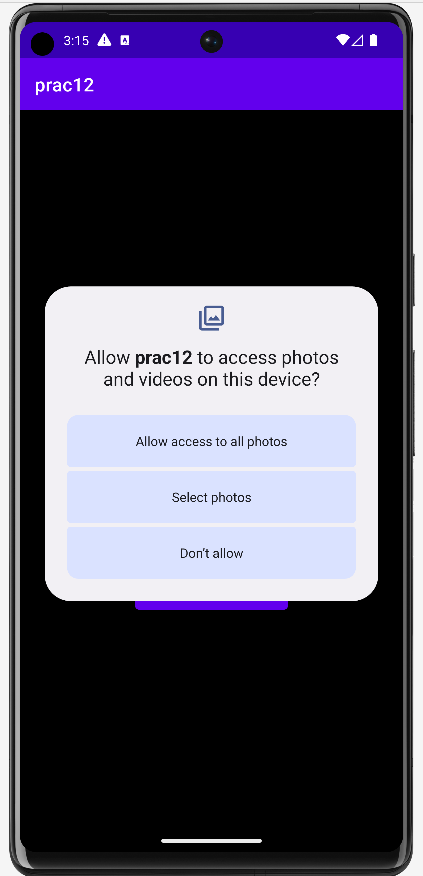 3:15
prac12
Allow prac12 to access photos
and videos on this device?
Allow access to all photos
Select photos
Don't allow